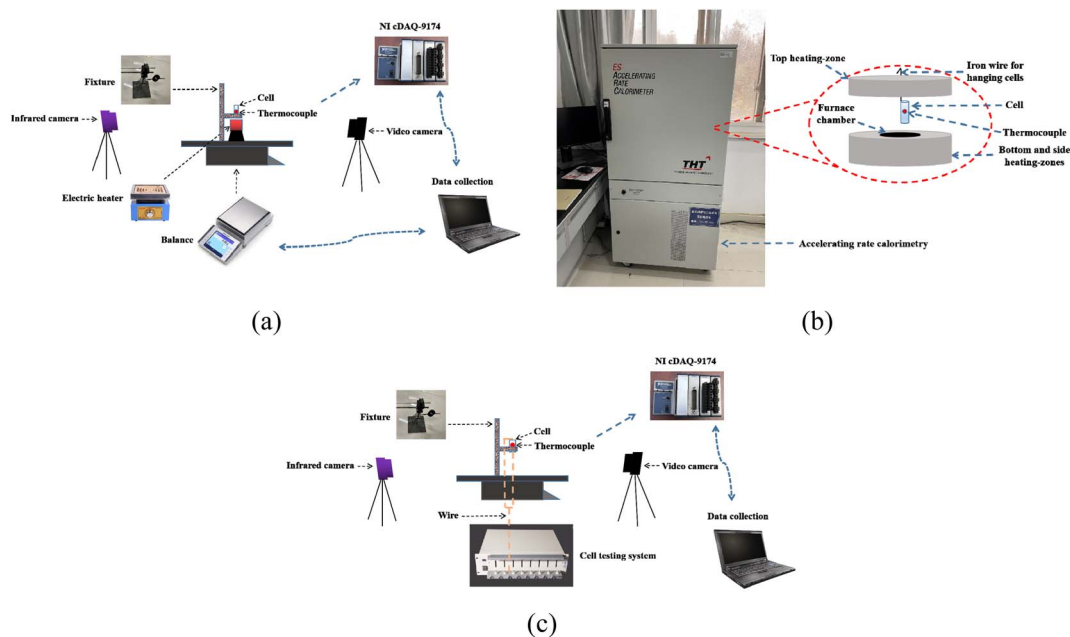 (a)
NI cDAQ-9174
Fixture
Cell
Thermocouple
Infrared camera
Video camera
Electric heater
Balance
Data collection
(b)
ES
ACCELERATING
RATE
CALORIMETER
THT
Top heating-zone
Iron wire for
hanging cells
Furnace
chamber
Cell
Thermocouple
Bottom and side
heating-zones
Accelerating rate calorimetry
(c)
NI cDAQ-9174
Fixture
Cell
Thermocouple
Infrared camera
Video camera
Wire
Cell testing system
Data collection